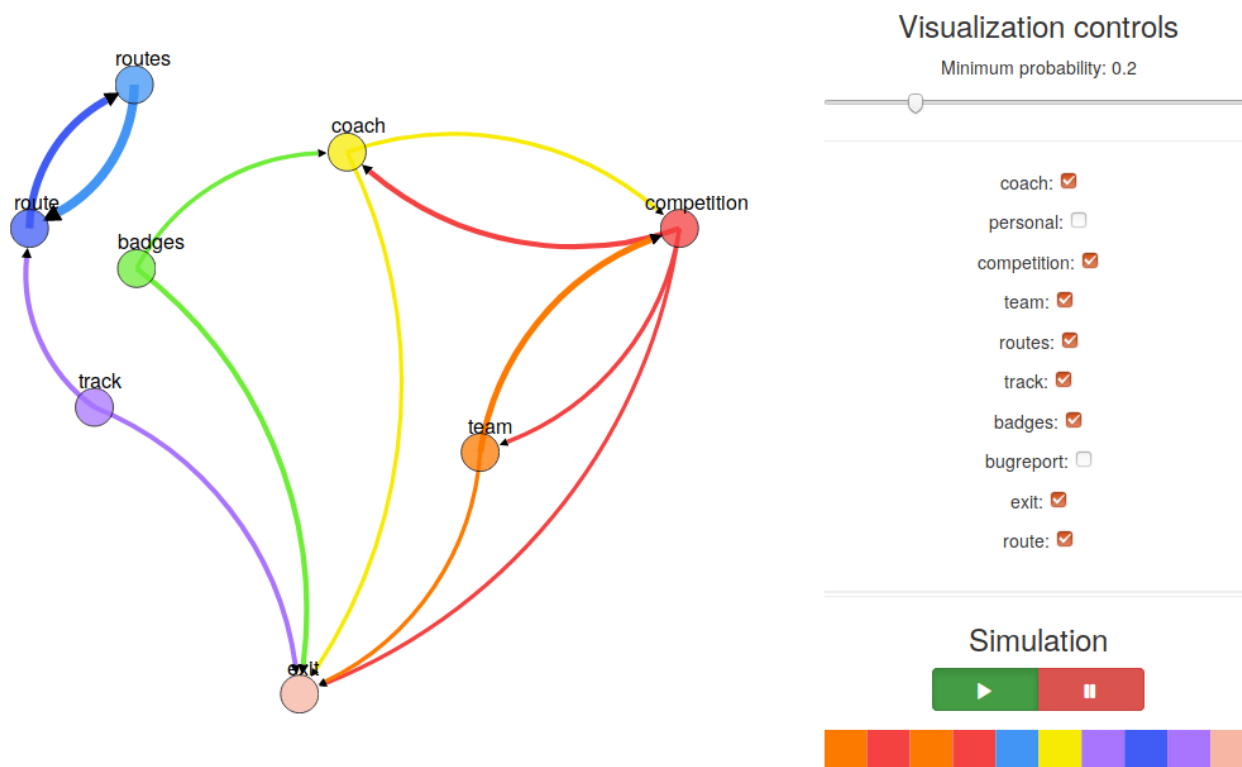 routes
coach
route
competition
badges
track
team
exit
Visualization controls
Minimum probability: 0.2
coach:
personal:
competition:
team:
routes:
track:
badges:
bugreport:
exit:
route:
Simulation